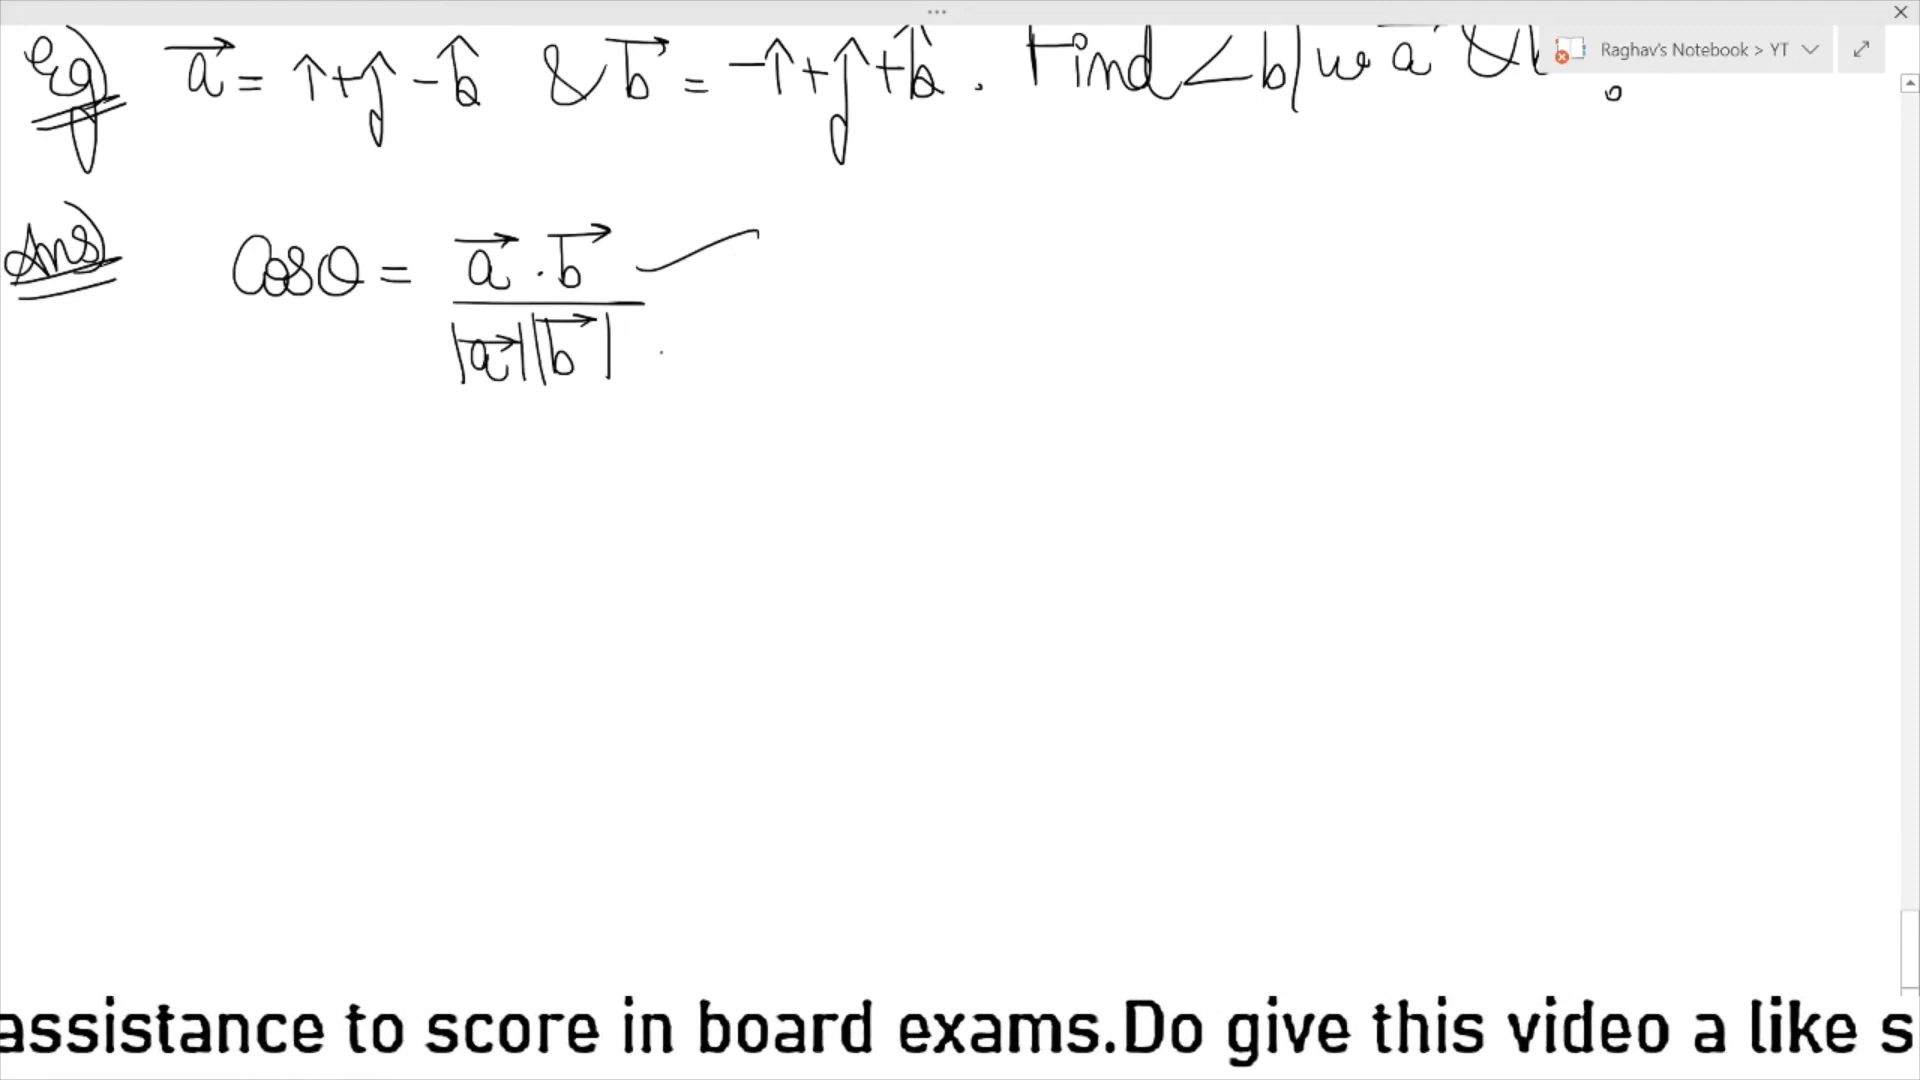 eg) a⃗ = î+ĵ-k̂ & b⃗ = -î+ĵ+k̂ . Find ∠ b/w a⃗ &
Raghav's Notebook > YT
Ans) Cosθ = a⃗ . b⃗
|a⃗||b⃗|
assistance to score in board exams.Do give this video a like s